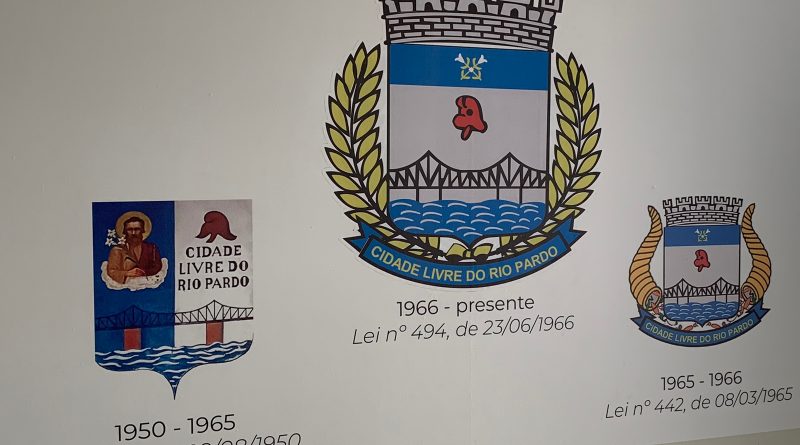 CIDADE LIVRE DO RIO PARDO
1966 - presente
Lei nº 494, de 23/06/1966
CIDADE
LIVRE DO
RIO PARDO
1950 - 1965
/1950
CIDADE LIVRE DO RIO PARDO
1965 - 1966
Lei nº 442, de 08/03/1965